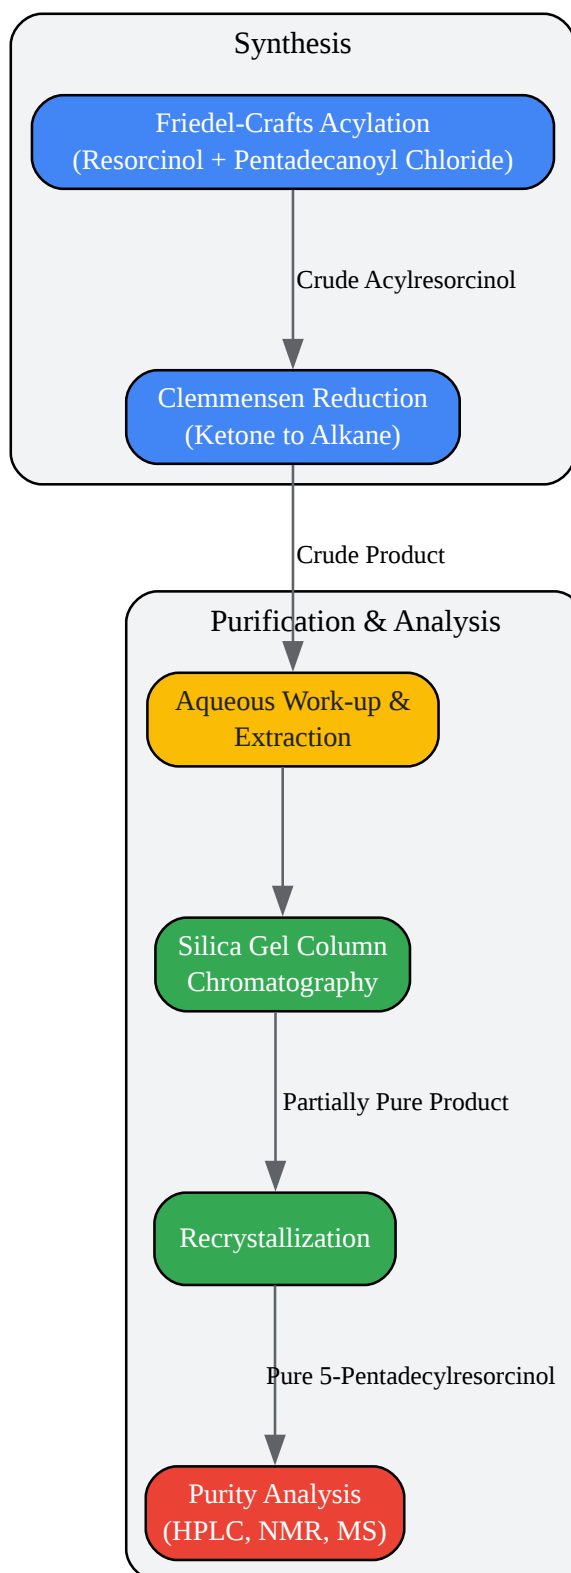 Synthesis
Friedel-Crafts Acylation
(Resorcinol + Pentadecanoyl Chloride)
Crude Acylresorcinol
Clemmensen Reduction
(Ketone to Alkane)
Crude Product
Purification & Analysis
Aqueous Work-up &
Extraction
Silica Gel Column
Chromatography
Partially Pure Product
Recrystallization
Pure 5-Pentadecylresorcinol
Purity Analysis
(HPLC, NMR, MS)